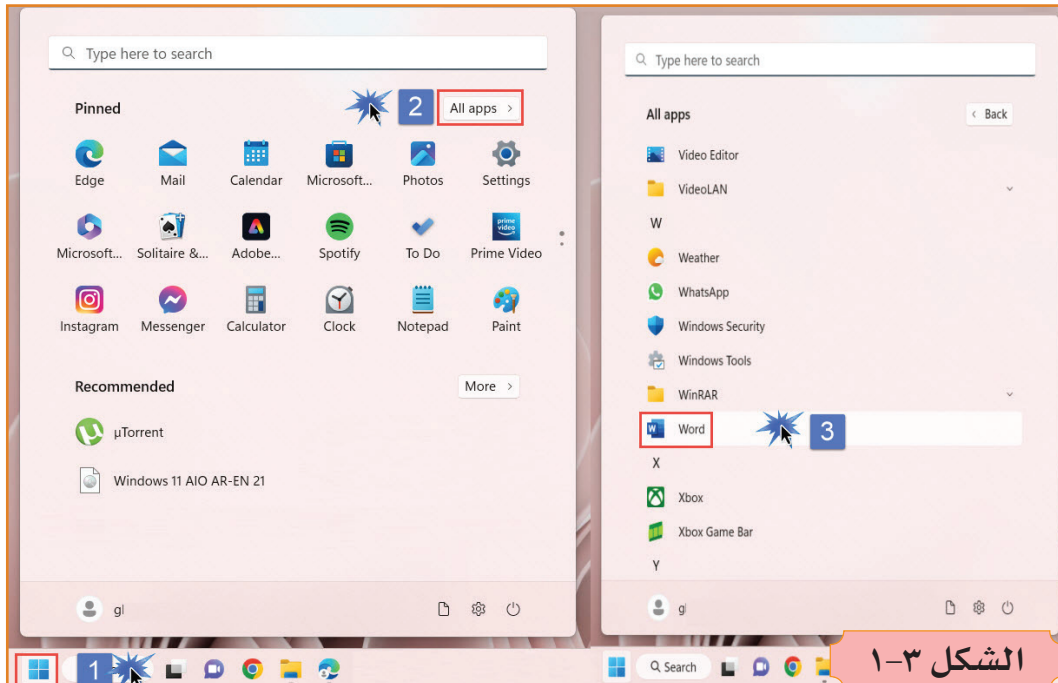 Type here to search
Pinned
2
All apps >
Edge
Mail
Calendar
Microsoft...
Photos
Settings
Microsoft...
Solitaire &...
Adobe...
Spotify
To Do
prime video
Prime Video
Instagram
Messenger
Calculator
Clock
Notepad
Paint
Recommended
More >
µTorrent
Windows 11 AIO AR-EN 21
gl
1
Type here to search
All apps
< Back
Video Editor
VideoLAN
W
Weather
WhatsApp
Windows Security
Windows Tools
WinRAR
W
Word
3
X
Xbox
Xbox Game Bar
Y
gl
Search
الشكل ٣-١